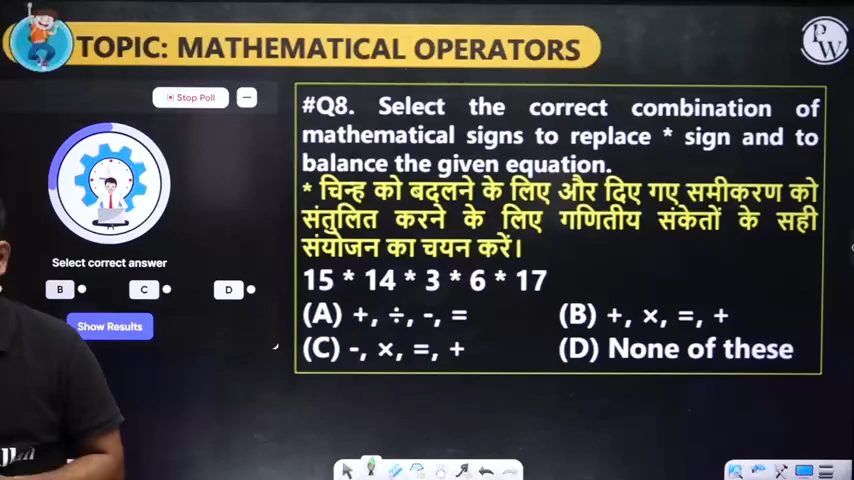 TOPIC: MATHEMATICAL OPERATORS
PW
Stop Poll
Select correct answer
B
C
D
Show Results
#Q8. Select the correct combination of
mathematical signs to replace * sign and to
balance the given equation.
* चिन्ह को बदलने के लिए और दिए गए समीकरण को
संतुलित करने के लिए गणितीय संकेतों के सही
संयोजन का चयन करें।
15 * 14 * 3 * 6 * 17
(A) +, ÷, -, =
(B) +, ×, =, +
(C) -, ×, =, +
(D) None of these